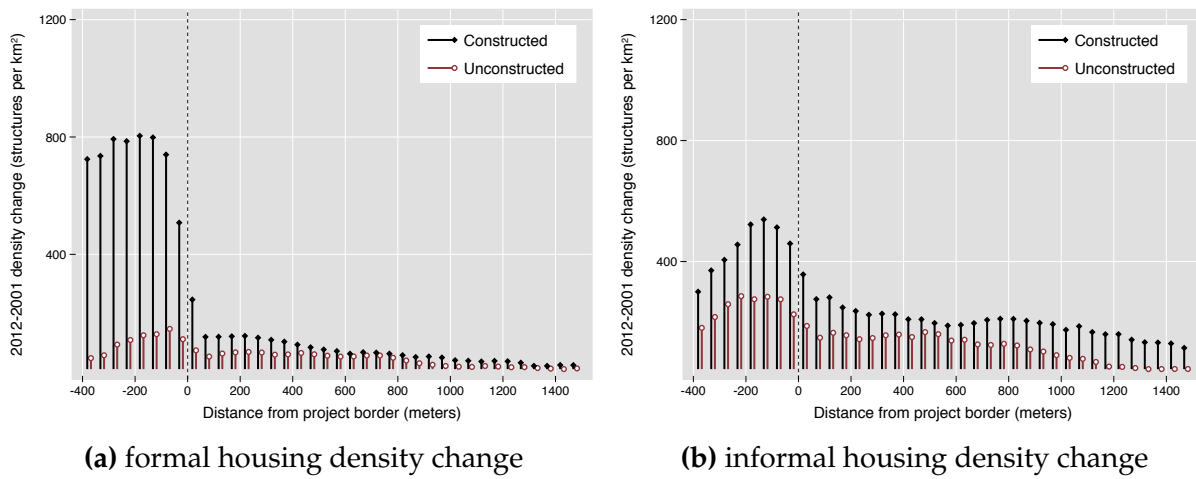 2012-2001 density change (structures per km²)
1200
800
400
Constructed
Unconstructed
-400 -200 0 200 400 600 800 1000 1200 1400
Distance from project border (meters)
(a) formal housing density change
2012-2001 density change (structures per km²)
1200
800
400
Constructed
Unconstructed
-400 -200 0 200 400 600 800 1000 1200 1400
Distance from project border (meters)
(b) informal housing density change